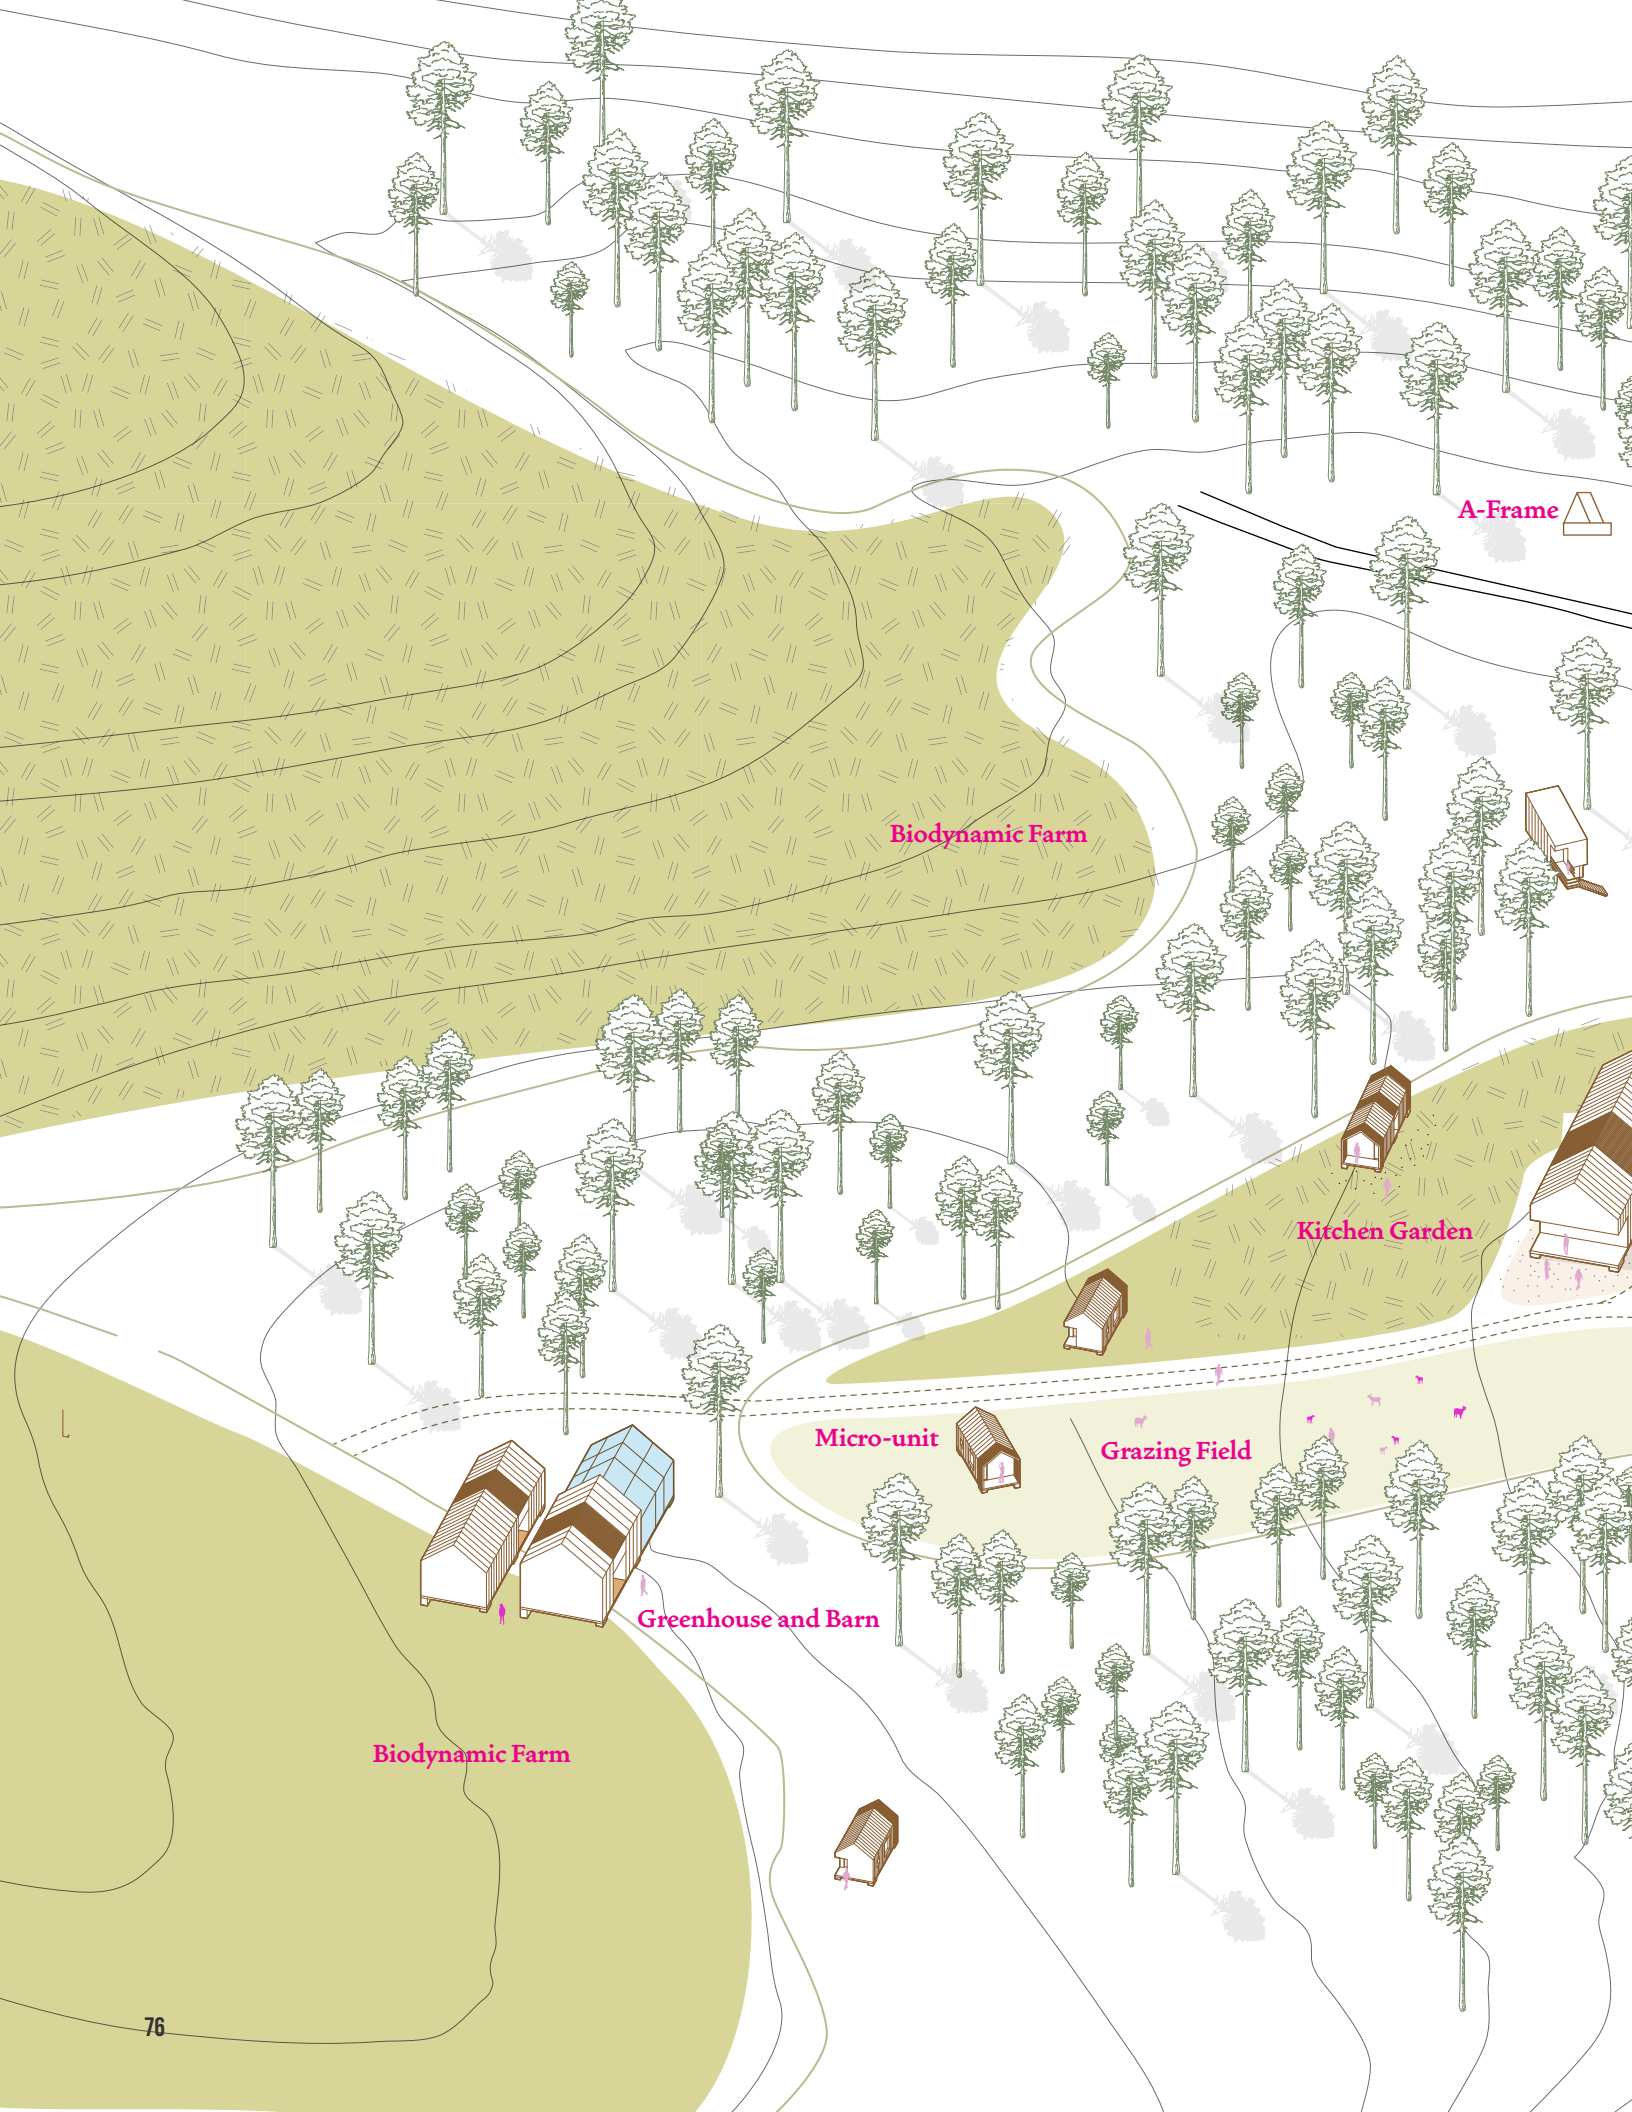 A-Frame
Biodynamic Farm
Kitchen Garden
Micro-unit
Grazing Field
Greenhouse and Barn
Biodynamic Farm
76